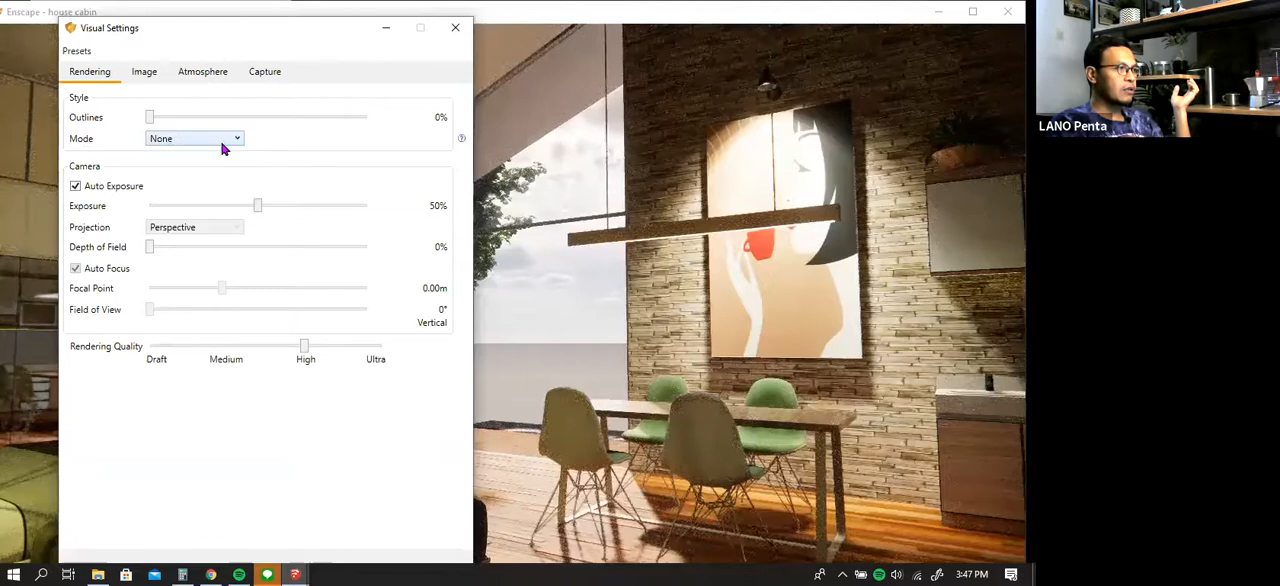 Enscape - house cabin
Visual Settings
Presets
Rendering Image Atmosphere Capture
Style
Outlines 0%
Mode None
Camera
Auto Exposure
Exposure 50%
Projection Perspective
Depth of Field 0%
Auto Focus
Focal Point 0.00m
Field of View 0°
Vertical
Rendering Quality
Draft Medium High Ultra
LANO Penta
3:47 PM